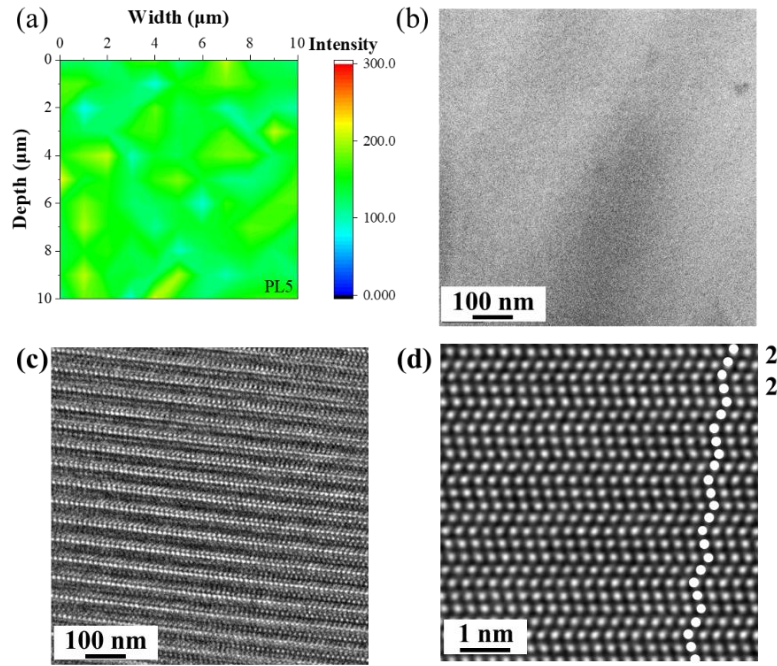 (a)
Width (μm)
0 2 4 6 8 10
Intensity
Depth (μm)
0
2
4
6
8
10
PL5
300.0
200.0
100.0
0.000
(b)
100 nm
(c)
100 nm
(d)
2
2
1 nm